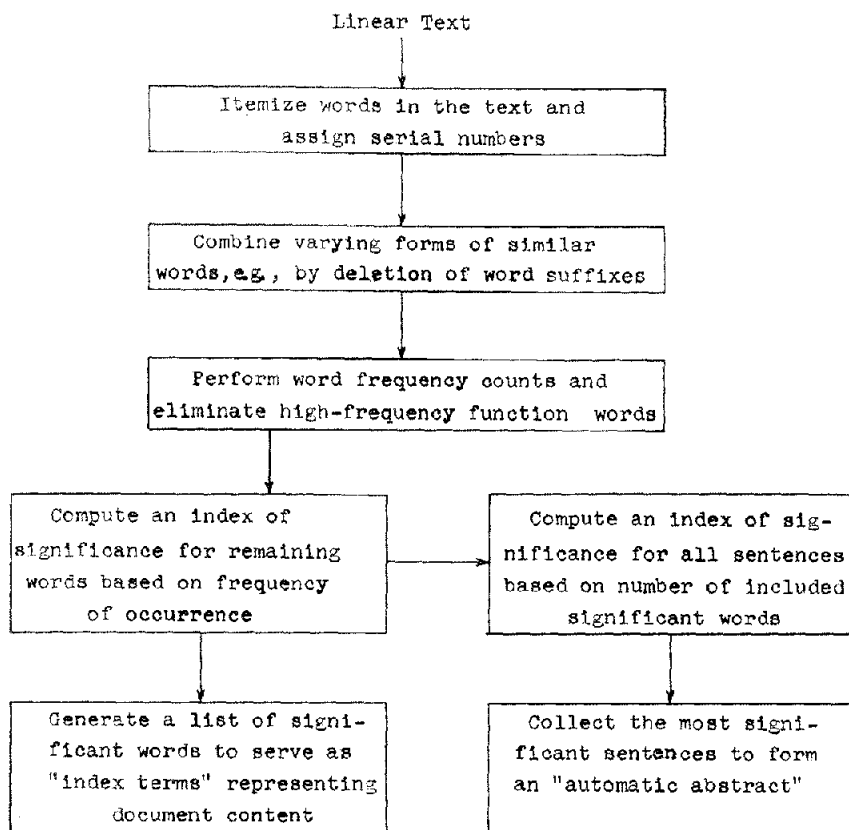 Linear Text
Itemize words in the text and
assign serial numbers
Combine varying forms of similar
words,e.g., by deletion of word suffixes
Perform word frequency counts and
eliminate high-frequency function words
Compute an index of
significance for remaining
words based on frequency
of occurrence
Compute an index of sig-
nificance for all sentences
based on number of included
significant words
Generate a list of signi-
ficant words to serve as
"index terms" representing
document content
Collect the most signi-
ficant sentences to form
an "automatic abstract"